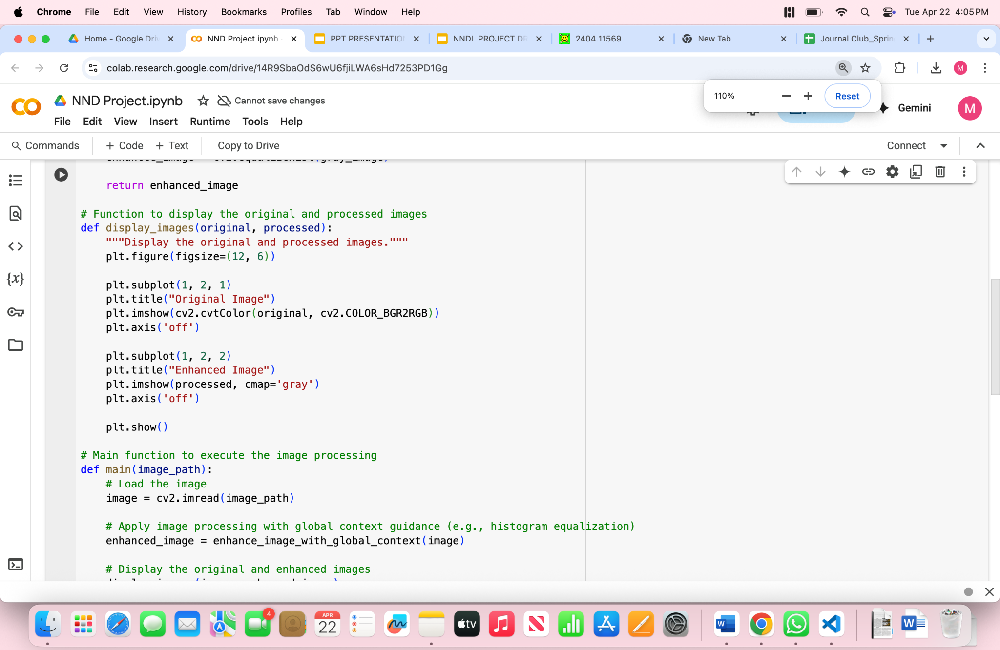 Chrome File Edit View History Bookmarks Profiles Tab Window Help Tue Apr 22 4:05 PM
Home - Google Driv NND Project.ipynb - PPT PRESENTATIO NNDL PROJECT DR 2404.11569 New Tab Journal Club_Sprin
colab.research.google.com/drive/14R9SbaOdS6wU6fjiLWA6sHd7253PD1Gg M
110% Reset
NND Project.ipynb Cannot save changes Gemini M
File Edit View Insert Runtime Tools Help
Commands + Code + Text Copy to Drive Connect
return enhanced_image
# Function to display the original and processed images
def display_images(original, processed):
"""Display the original and processed images."""
plt.figure(figsize=(12, 6))
plt.subplot(1, 2, 1)
plt.title("Original Image")
plt.imshow(cv2.cvtColor(original, cv2.COLOR_BGR2RGB))
plt.axis('off')
plt.subplot(1, 2, 2)
plt.title("Enhanced Image")
plt.imshow(processed, cmap='gray')
plt.axis('off')
plt.show()
# Main function to execute the image processing
def main(image_path):
# Load the image
image = cv2.imread(image_path)
# Apply image processing with global context guidance (e.g., histogram equalization)
enhanced_image = enhance_image_with_global_context(image)
# Display the original and enhanced images
4
APR
22
tv
W
W